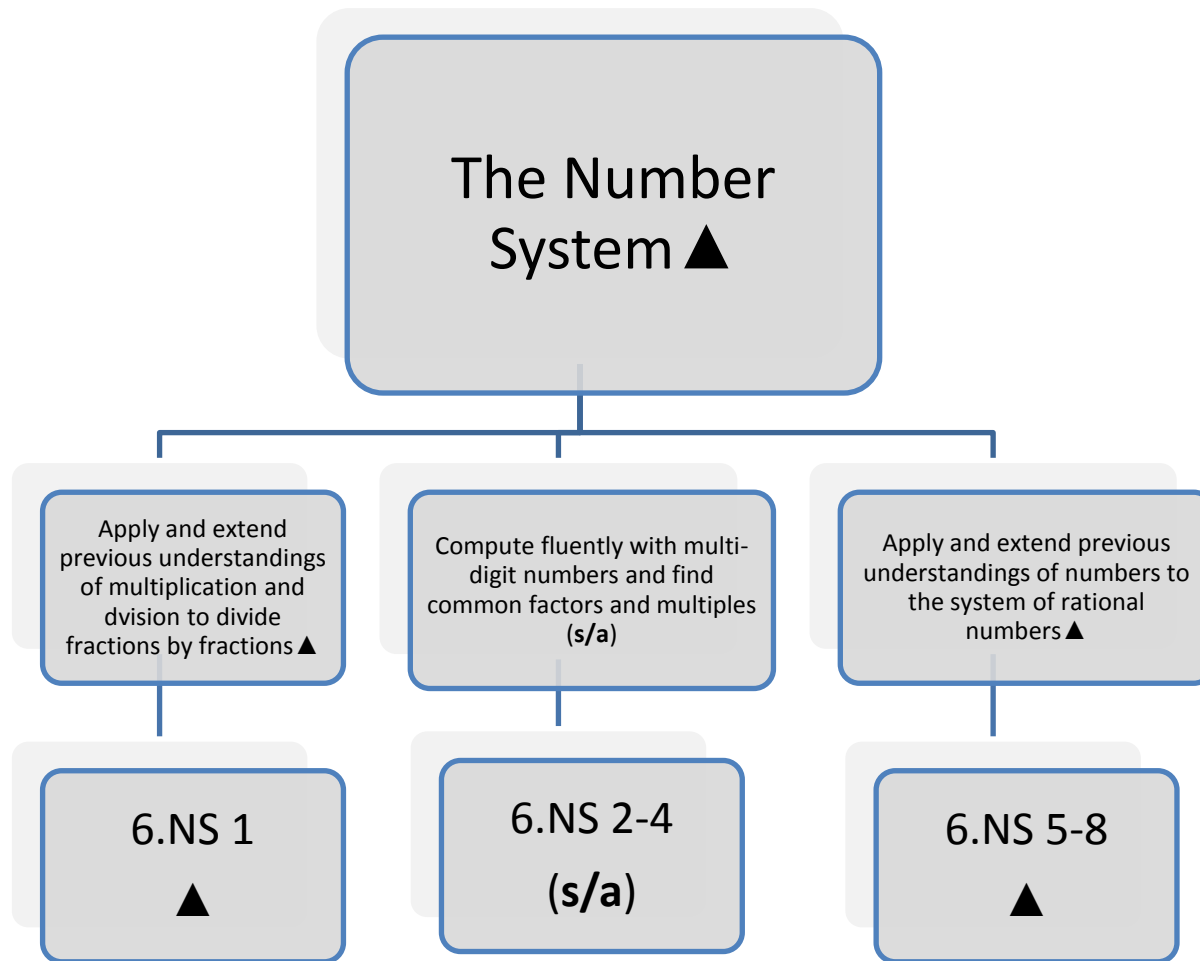 The Number
System ▲
Apply and extend
previous understandings
of multiplication and
dvision to divide
fractions by fractions ▲
Compute fluently with multi-
digit numbers and find
common factors and multiples
(s/a)
Apply and extend previous
understandings of numbers to
the system of rational
numbers ▲
6.NS 1
▲
6.NS 2-4
(s/a)
6.NS 5-8
▲